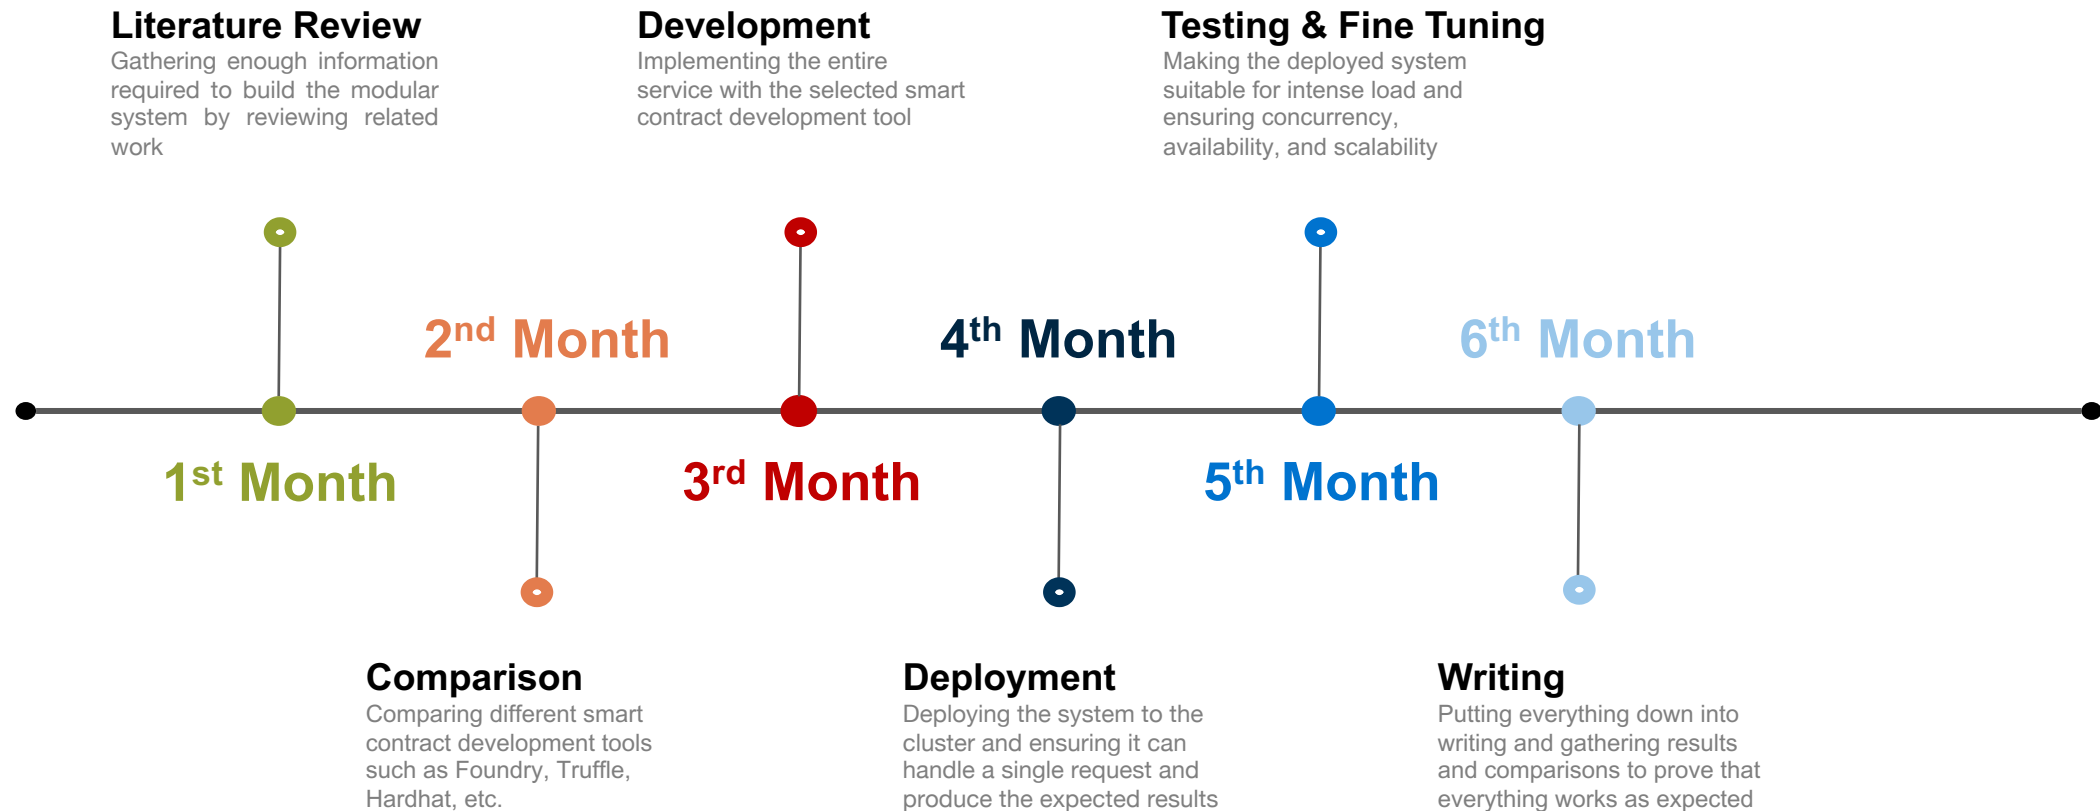 Literature Review
Gathering enough information
required to build the modular
system by reviewing related
work
Development
Implementing the entire
service with the selected smart
contract development tool
Testing & Fine Tuning
Making the deployed system
suitable for intense load and
ensuring concurrency,
availability, and scalability
2nd Month
4th Month
6th Month
1st Month
3rd Month
5th Month
Comparison
Comparing different smart
contract development tools
such as Foundry, Truffle,
Hardhat, etc.
Deployment
Deploying the system to the
cluster and ensuring it can
handle a single request and
produce the expected results
Writing
Putting everything down into
writing and gathering results
and comparisons to prove that
everything works as expected